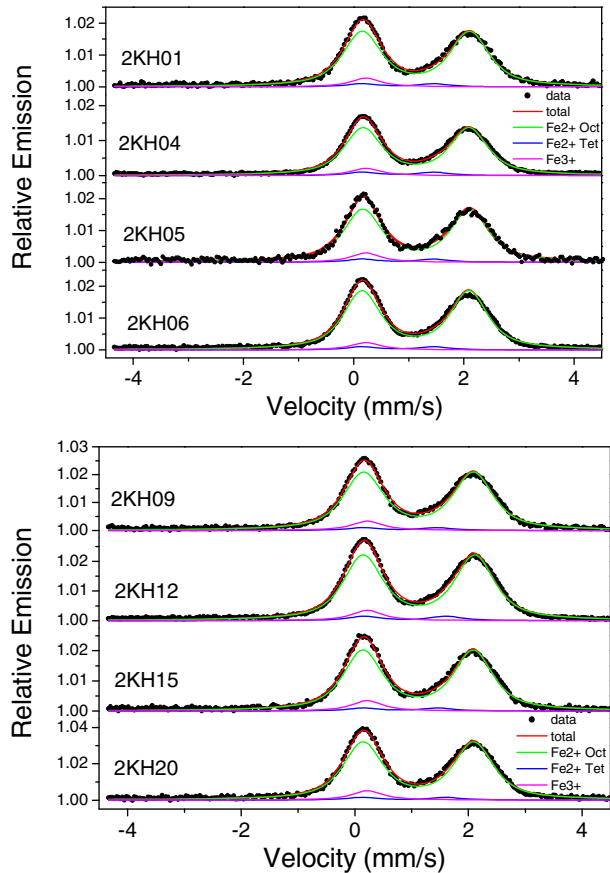 Relative Emission
1.02
2KH01
1.01
1.00
1.02
data
total
2KH04
Fe2+ Oct
1.01
Fe2+ Tet
Fe3+
1.00
1.02
2KH05
1.01
1.00
1.02
2KH06
1.01
1.00
-4 -2 0 2 4
Velocity (mm/s)
Relative Emission
1.03
1.02
2KH09
1.01
1.00
1.02
2KH12
1.01
1.00
1.02
2KH15
1.01
1.00
data
1.04
total
Fe2+ Oct
2KH20
1.02
Fe2+ Tet
Fe3+
1.00
-4 -2 0 2 4
Velocity (mm/s)